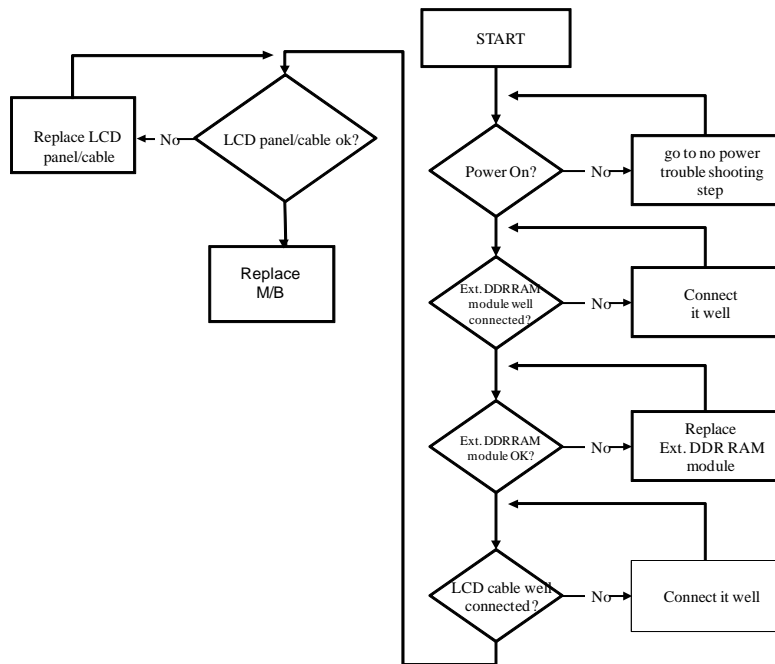 START
Power On?
No
go to no power
trouble shooting
step
Ext. DDRRAM
module well
connected?
No
Connect
it well
Ext. DDRRAM
module OK?
No
Replace
Ext. DDR RAM
module
LCD cable well
connected?
No
Connect it well
LCD panel/cable ok?
No
Replace LCD
panel/cable
Replace
M/B